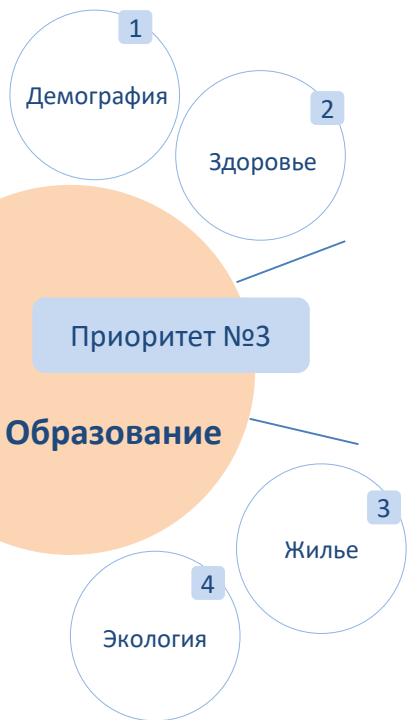 1
Демография
2
Здоровье
Приоритет №3
Образование
3
Жилье
4
Экология